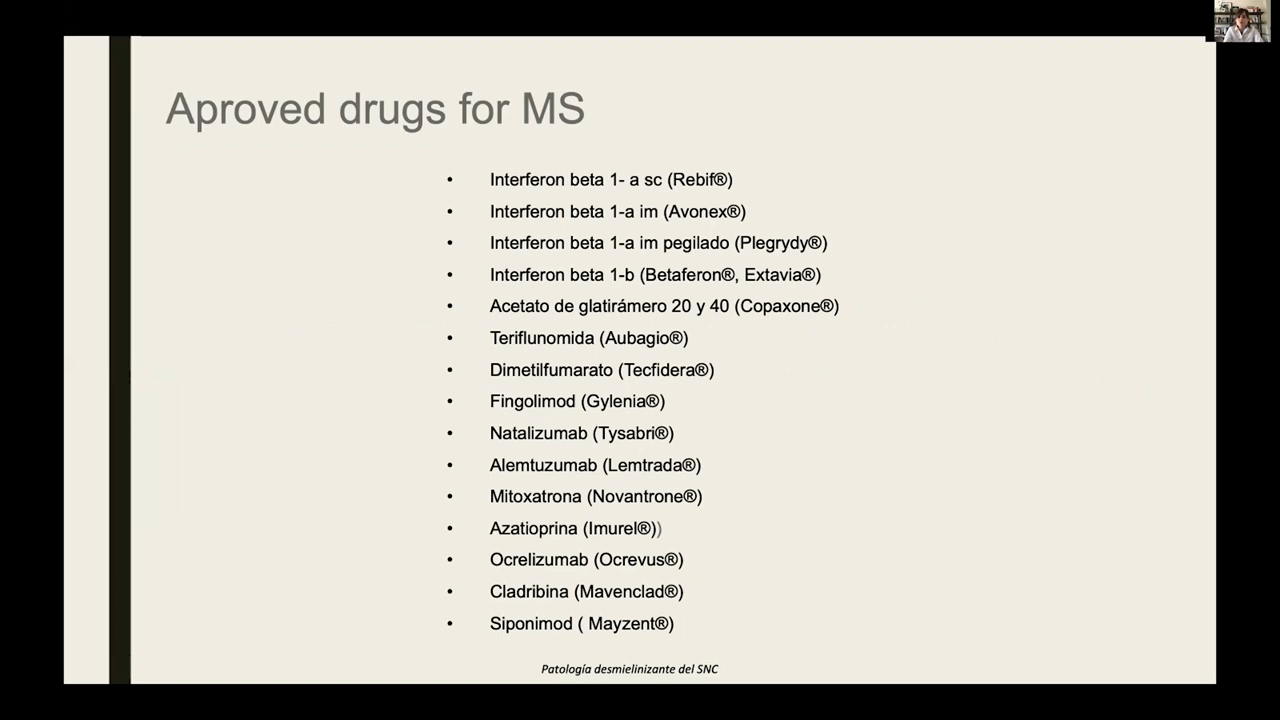 Aproved drugs for MS
• Interferon beta 1- a sc (Rebif®)
• Interferon beta 1-a im (Avonex®)
• Interferon beta 1-a im pegilado (Plegrydy®)
• Interferon beta 1-b (Betaferon®, Extavia®)
• Acetato de glatirámero 20 y 40 (Copaxone®)
• Teriflunomida (Aubagio®)
• Dimetilfumarato (Tecfidera®)
• Fingolimod (Gylenia®)
• Natalizumab (Tysabri®)
• Alemtuzumab (Lemtrada®)
• Mitoxatrona (Novantrone®)
• Azatioprina (Imurel®))
• Ocrelizumab (Ocrevus®)
• Cladribina (Mavenclad®)
• Siponimod ( Mayzent®)
Patología desmielinizante del SNC